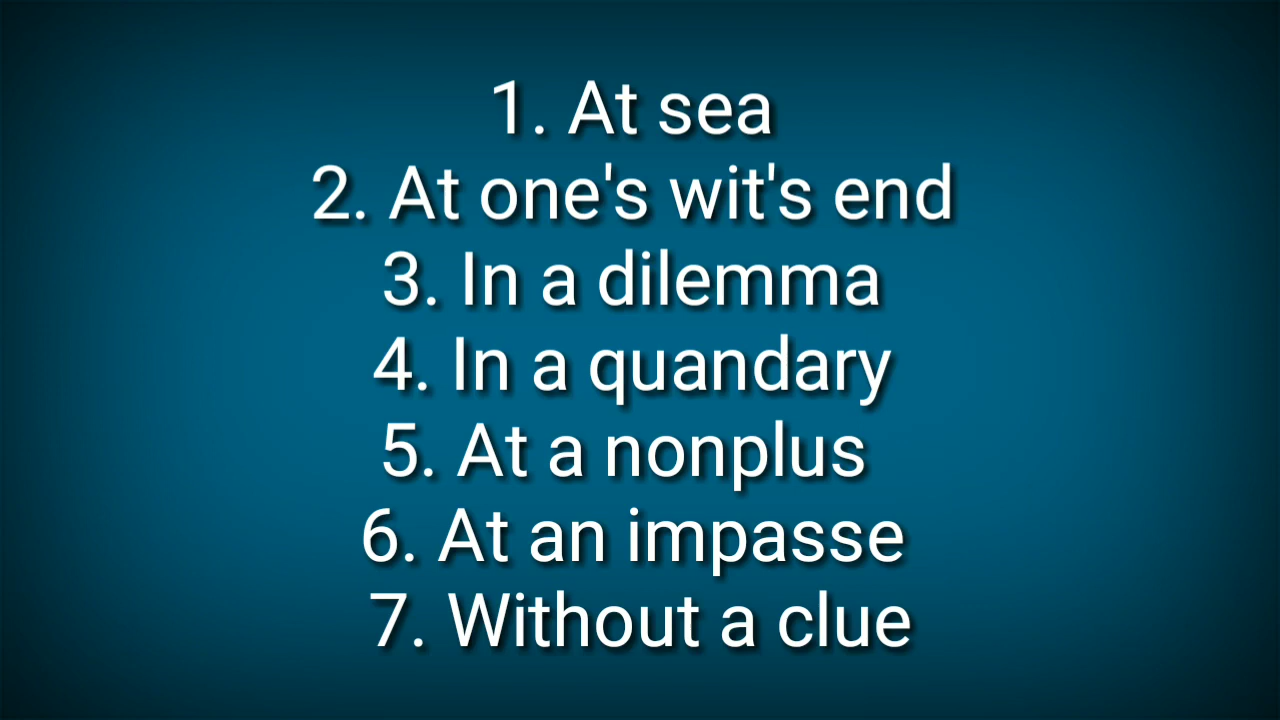 1. At sea
2. At one's wit's end
3. In a dilemma
4. In a quandary
5. At a nonplus
6. At an impasse
7. Without a clue